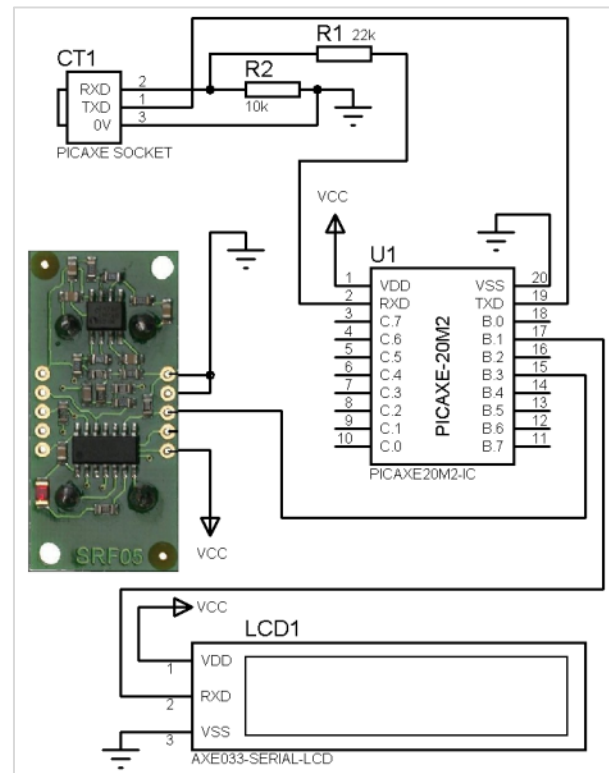 R1 22k
CT1
R2
10k
RXD 2
TXD 1
0V 3
PICAXE SOCKET
VCC
U1
1 VDD VSS 20
2 RXD TXD 19
3 C.7 B.0 18
4 C.6 B.1 17
5 C.5 B.2 16
6 C.4 B.3 15
7 C.3 B.4 14
8 C.2 B.5 13
9 C.1 B.6 12
10 C.0 B.7 11
PICAXE-20M2
PICAXE20M2-IC
SRF05
VCC
VCC
LCD1
1 VDD
2 RXD
3 VSS
AXE033-SERIAL-LCD